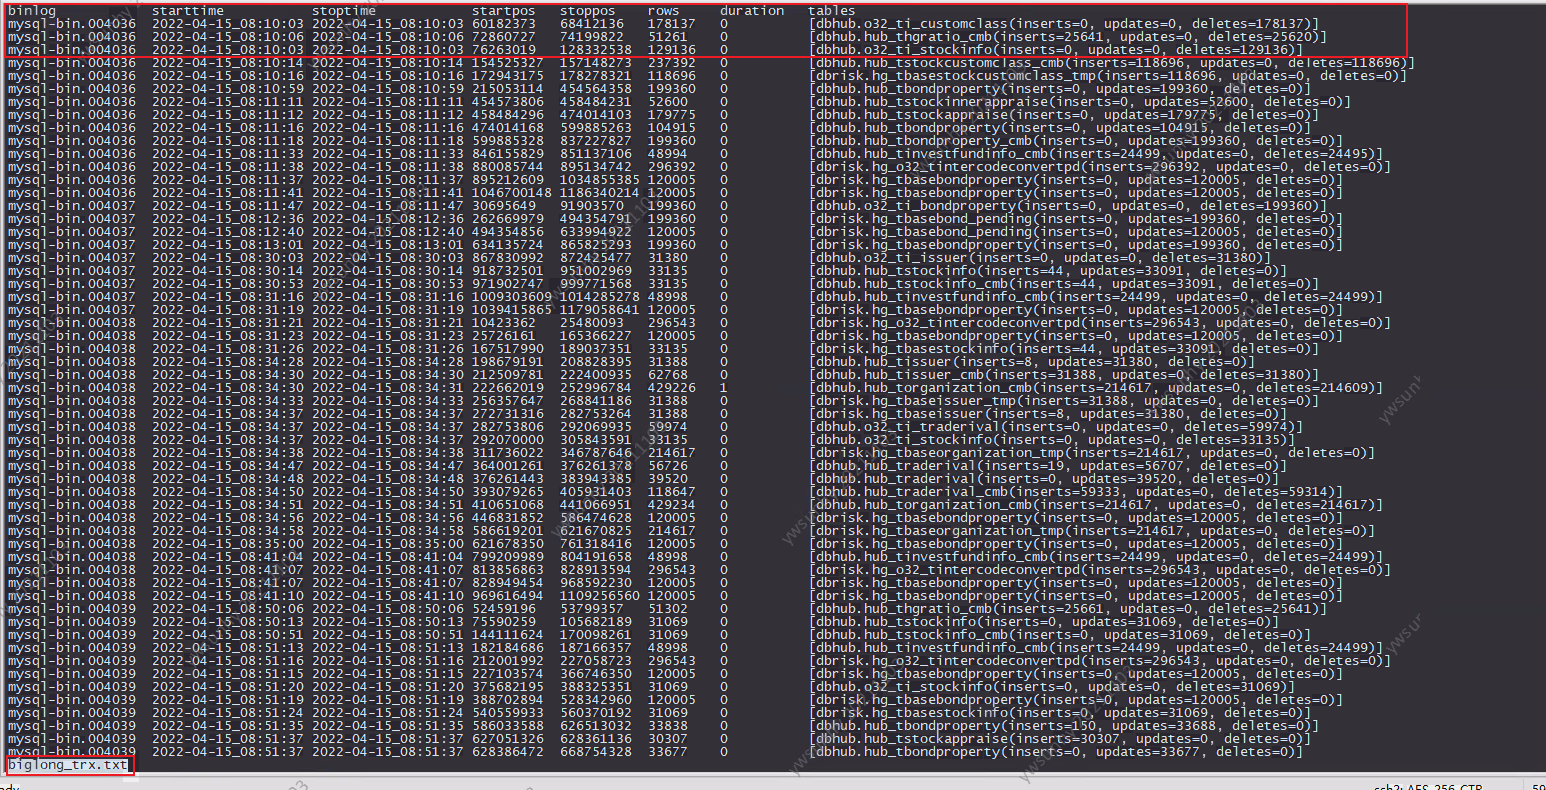 binlog starttime stoptime startpos stoppos rows duration tables
mysql-bin.004036 2022-04-15_08:10:03 2022-04-15_08:10:03 60182373 68412136 178137 0 [dbhub.o32_ti_customclass(inserts=0, updates=0, deletes=178137)]
mysql-bin.004036 2022-04-15_08:10:06 2022-04-15_08:10:06 72860727 74199822 51261 0 [dbhub.hub_thgratio_cmb(inserts=25641, updates=0, deletes=25620)]
mysql-bin.004036 2022-04-15_08:10:03 2022-04-15_08:10:03 76263019 128332538 129136 0 [dbhub.o32_ti_stockinfo(inserts=0, updates=0, deletes=129136)]
mysql-bin.004036 2022-04-15_08:10:14 2022-04-15_08:10:14 154525327 157148273 237392 0 [dbhub.hub_tstockcustomclass_cmb(inserts=118696, updates=0, deletes=118696)]
mysql-bin.004036 2022-04-15_08:10:16 2022-04-15_08:10:16 172943175 178278321 118696 0 [dbrisk.hg_tbasestockcustomclass_tmp(inserts=118696, updates=0, deletes=0)]
mysql-bin.004036 2022-04-15_08:10:59 2022-04-15_08:10:59 215053114 454564358 199360 0 [dbhub.hub_tbondproperty(inserts=0, updates=199360, deletes=0)]
mysql-bin.004036 2022-04-15_08:11:11 2022-04-15_08:11:11 454573806 458484231 52600 0 [dbhub.hub_tstockinnerappraise(inserts=0, updates=52600, deletes=0)]
mysql-bin.004036 2022-04-15_08:11:12 2022-04-15_08:11:12 458484296 474014103 179775 0 [dbhub.hub_tstockappraise(inserts=0, updates=179775, deletes=0)]
mysql-bin.004036 2022-04-15_08:11:16 2022-04-15_08:11:16 474014168 599885263 104915 0 [dbhub.hub_tbondproperty(inserts=0, updates=104915, deletes=0)]
mysql-bin.004036 2022-04-15_08:11:18 2022-04-15_08:11:18 599885328 837227827 199360 0 [dbhub.hub_tbondproperty_cmb(inserts=0, updates=199360, deletes=0)]
mysql-bin.004036 2022-04-15_08:11:33 2022-04-15_08:11:33 846155829 851137106 48994 0 [dbhub.hub_tinvestfundinfo_cmb(inserts=24499, updates=0, deletes=24495)]
mysql-bin.004036 2022-04-15_08:11:38 2022-04-15_08:11:38 880085744 895134742 296392 0 [dbrisk.hg_o32_tintercodeconvertpd(inserts=296392, updates=0, deletes=0)]
mysql-bin.004036 2022-04-15_08:11:37 2022-04-15_08:11:37 895212609 1034855385 120005 0 [dbrisk.hg_tbasebondproperty(inserts=0, updates=120005, deletes=0)]
mysql-bin.004036 2022-04-15_08:11:41 2022-04-15_08:11:41 1046700148 1186340214 120005 0 [dbrisk.hg_tbasebondproperty(inserts=0, updates=120005, deletes=0)]
mysql-bin.004037 2022-04-15_08:11:47 2022-04-15_08:11:47 30695649 91903570 199360 0 [dbhub.o32_ti_bondproperty(inserts=0, updates=0, deletes=199360)]
mysql-bin.004037 2022-04-15_08:12:36 2022-04-15_08:12:36 262669979 494354791 199360 0 [dbrisk.hg_tbasebond_pending(inserts=0, updates=199360, deletes=0)]
mysql-bin.004037 2022-04-15_08:12:40 2022-04-15_08:12:40 494354856 633994922 120005 0 [dbrisk.hg_tbasebond_pending(inserts=0, updates=120005, deletes=0)]
mysql-bin.004037 2022-04-15_08:13:01 2022-04-15_08:13:01 634135724 865825293 199360 0 [dbrisk.hg_tbasebondproperty(inserts=0, updates=199360, deletes=0)]
mysql-bin.004037 2022-04-15_08:30:03 2022-04-15_08:30:03 867830992 872425477 31380 0 [dbhub.o32_ti_issuer(inserts=0, updates=0, deletes=31380)]
mysql-bin.004037 2022-04-15_08:30:14 2022-04-15_08:30:14 918732501 951002969 33135 0 [dbhub.hub_tstockinfo(inserts=44, updates=33091, deletes=0)]
mysql-bin.004037 2022-04-15_08:30:53 2022-04-15_08:30:53 971902747 999771568 33135 0 [dbhub.hub_tstockinfo_cmb(inserts=44, updates=33091, deletes=0)]
mysql-bin.004037 2022-04-15_08:31:16 2022-04-15_08:31:16 1009303609 1014285278 48998 0 [dbhub.hub_tinvestfundinfo_cmb(inserts=24499, updates=0, deletes=24499)]
mysql-bin.004037 2022-04-15_08:31:19 2022-04-15_08:31:19 1039415865 1179058641 120005 0 [dbrisk.hg_tbasebondproperty(inserts=0, updates=120005, deletes=0)]
mysql-bin.004038 2022-04-15_08:31:21 2022-04-15_08:31:21 10423362 25480093 296543 0 [dbrisk.hg_o32_tintercodeconvertpd(inserts=296543, updates=0, deletes=0)]
mysql-bin.004038 2022-04-15_08:31:23 2022-04-15_08:31:23 25726161 165366227 120005 0 [dbrisk.hg_tbasebondproperty(inserts=0, updates=120005, deletes=0)]
mysql-bin.004038 2022-04-15_08:31:26 2022-04-15_08:31:26 167517990 189037351 33135 0 [dbrisk.hg_tbasestockinfo(inserts=44, updates=33091, deletes=0)]
mysql-bin.004038 2022-04-15_08:34:28 2022-04-15_08:34:28 198679191 208828395 31388 0 [dbhub.hub_tissuer(inserts=8, updates=31380, deletes=0)]
mysql-bin.004038 2022-04-15_08:34:30 2022-04-15_08:34:30 212509781 222400935 62768 0 [dbhub.hub_tissuer_cmb(inserts=31388, updates=0, deletes=31380)]
mysql-bin.004038 2022-04-15_08:34:30 2022-04-15_08:34:31 222662019 252996784 429226 1 [dbhub.hub_torganization_cmb(inserts=214617, updates=0, deletes=214609)]
mysql-bin.004038 2022-04-15_08:34:33 2022-04-15_08:34:33 256357647 268841186 31388 0 [dbrisk.hg_tbaseissuer_tmp(inserts=31388, updates=0, deletes=0)]
mysql-bin.004038 2022-04-15_08:34:37 2022-04-15_08:34:37 272731316 282753264 31388 0 [dbrisk.hg_tbaseissuer(inserts=8, updates=31380, deletes=0)]
mysql-bin.004038 2022-04-15_08:34:37 2022-04-15_08:34:37 282753806 292069935 59974 0 [dbhub.o32_ti_traderival(inserts=0, updates=0, deletes=59974)]
mysql-bin.004038 2022-04-15_08:34:37 2022-04-15_08:34:37 292070000 305843591 33135 0 [dbhub.o32_ti_stockinfo(inserts=0, updates=0, deletes=33135)]
mysql-bin.004038 2022-04-15_08:34:38 2022-04-15_08:34:38 311736022 346787646 214617 0 [dbrisk.hg_tbaseorganization_tmp(inserts=214617, updates=0, deletes=0)]
mysql-bin.004038 2022-04-15_08:34:47 2022-04-15_08:34:47 364001261 376261378 56726 0 [dbhub.hub_traderival(inserts=19, updates=56707, deletes=0)]
mysql-bin.004038 2022-04-15_08:34:48 2022-04-15_08:34:48 376261443 383943385 39520 0 [dbhub.hub_traderival(inserts=0, updates=39520, deletes=0)]
mysql-bin.004038 2022-04-15_08:34:50 2022-04-15_08:34:50 393079265 405931403 118647 0 [dbhub.hub_traderival_cmb(inserts=59333, updates=0, deletes=59314)]
mysql-bin.004038 2022-04-15_08:34:51 2022-04-15_08:34:51 410651068 441066951 429234 0 [dbhub.hub_torganization_cmb(inserts=214617, updates=0, deletes=214617)]
mysql-bin.004038 2022-04-15_08:34:56 2022-04-15_08:34:56 446831852 586474628 120005 0 [dbrisk.hg_tbasebondproperty(inserts=0, updates=120005, deletes=0)]
mysql-bin.004038 2022-04-15_08:34:58 2022-04-15_08:34:58 586619201 621670825 214617 0 [dbrisk.hg_tbaseorganization_tmp(inserts=214617, updates=0, deletes=0)]
mysql-bin.004038 2022-04-15_08:35:00 2022-04-15_08:35:00 621678350 761318416 120005 0 [dbrisk.hg_tbasebondproperty(inserts=0, updates=120005, deletes=0)]
mysql-bin.004038 2022-04-15_08:41:04 2022-04-15_08:41:04 799209989 804191658 48998 0 [dbhub.hub_tinvestfundinfo_cmb(inserts=24499, updates=0, deletes=24499)]
mysql-bin.004038 2022-04-15_08:41:07 2022-04-15_08:41:07 813856863 828913594 296543 0 [dbrisk.hg_o32_tintercodeconvertpd(inserts=296543, updates=0, deletes=0)]
mysql-bin.004038 2022-04-15_08:41:07 2022-04-15_08:41:07 828949454 968592230 120005 0 [dbrisk.hg_tbasebondproperty(inserts=0, updates=120005, deletes=0)]
mysql-bin.004038 2022-04-15_08:41:10 2022-04-15_08:41:10 969616494 1109256560 120005 0 [dbrisk.hg_tbasebondproperty(inserts=0, updates=120005, deletes=0)]
mysql-bin.004039 2022-04-15_08:50:06 2022-04-15_08:50:06 52459196 53799357 51302 0 [dbhub.hub_thgratio_cmb(inserts=25661, updates=0, deletes=25641)]
mysql-bin.004039 2022-04-15_08:50:13 2022-04-15_08:50:13 75590259 105682189 31069 0 [dbhub.hub_tstockinfo(inserts=0, updates=31069, deletes=0)]
mysql-bin.004039 2022-04-15_08:50:51 2022-04-15_08:50:51 144111624 170098261 31069 0 [dbhub.hub_tstockinfo_cmb(inserts=0, updates=31069, deletes=0)]
mysql-bin.004039 2022-04-15_08:51:13 2022-04-15_08:51:13 182184686 187166357 48998 0 [dbhub.hub_tinvestfundinfo_cmb(inserts=24499, updates=0, deletes=24499)]
mysql-bin.004039 2022-04-15_08:51:16 2022-04-15_08:51:16 212001992 227058723 296543 0 [dbrisk.hg_o32_tintercodeconvertpd(inserts=296543, updates=0, deletes=0)]
mysql-bin.004039 2022-04-15_08:51:15 2022-04-15_08:51:15 227103574 366746350 120005 0 [dbrisk.hg_tbasebondproperty(inserts=0, updates=120005, deletes=0)]
mysql-bin.004039 2022-04-15_08:51:20 2022-04-15_08:51:20 375682195 388325351 31069 0 [dbhub.o32_ti_stockinfo(inserts=0, updates=0, deletes=31069)]
mysql-bin.004039 2022-04-15_08:51:19 2022-04-15_08:51:19 388702894 528342960 120005 0 [dbrisk.hg_tbasebondproperty(inserts=0, updates=120005, deletes=0)]
mysql-bin.004039 2022-04-15_08:51:24 2022-04-15_08:51:24 540559933 560370192 31069 0 [dbrisk.hg_tbasestockinfo(inserts=0, updates=31069, deletes=0)]
mysql-bin.004039 2022-04-15_08:51:35 2022-04-15_08:51:35 586033588 626513022 33838 0 [dbhub.hub_tbondproperty(inserts=150, updates=33688, deletes=0)]
mysql-bin.004039 2022-04-15_08:51:37 2022-04-15_08:51:37 627051326 628361136 30307 0 [dbhub.hub_tstockappraise(inserts=30307, updates=0, deletes=0)]
mysql-bin.004039 2022-04-15_08:51:37 2022-04-15_08:51:37 628386472 668754328 33677 0 [dbhub.hub_tbondproperty(inserts=0, updates=33677, deletes=0)]
biglong_trx.txt